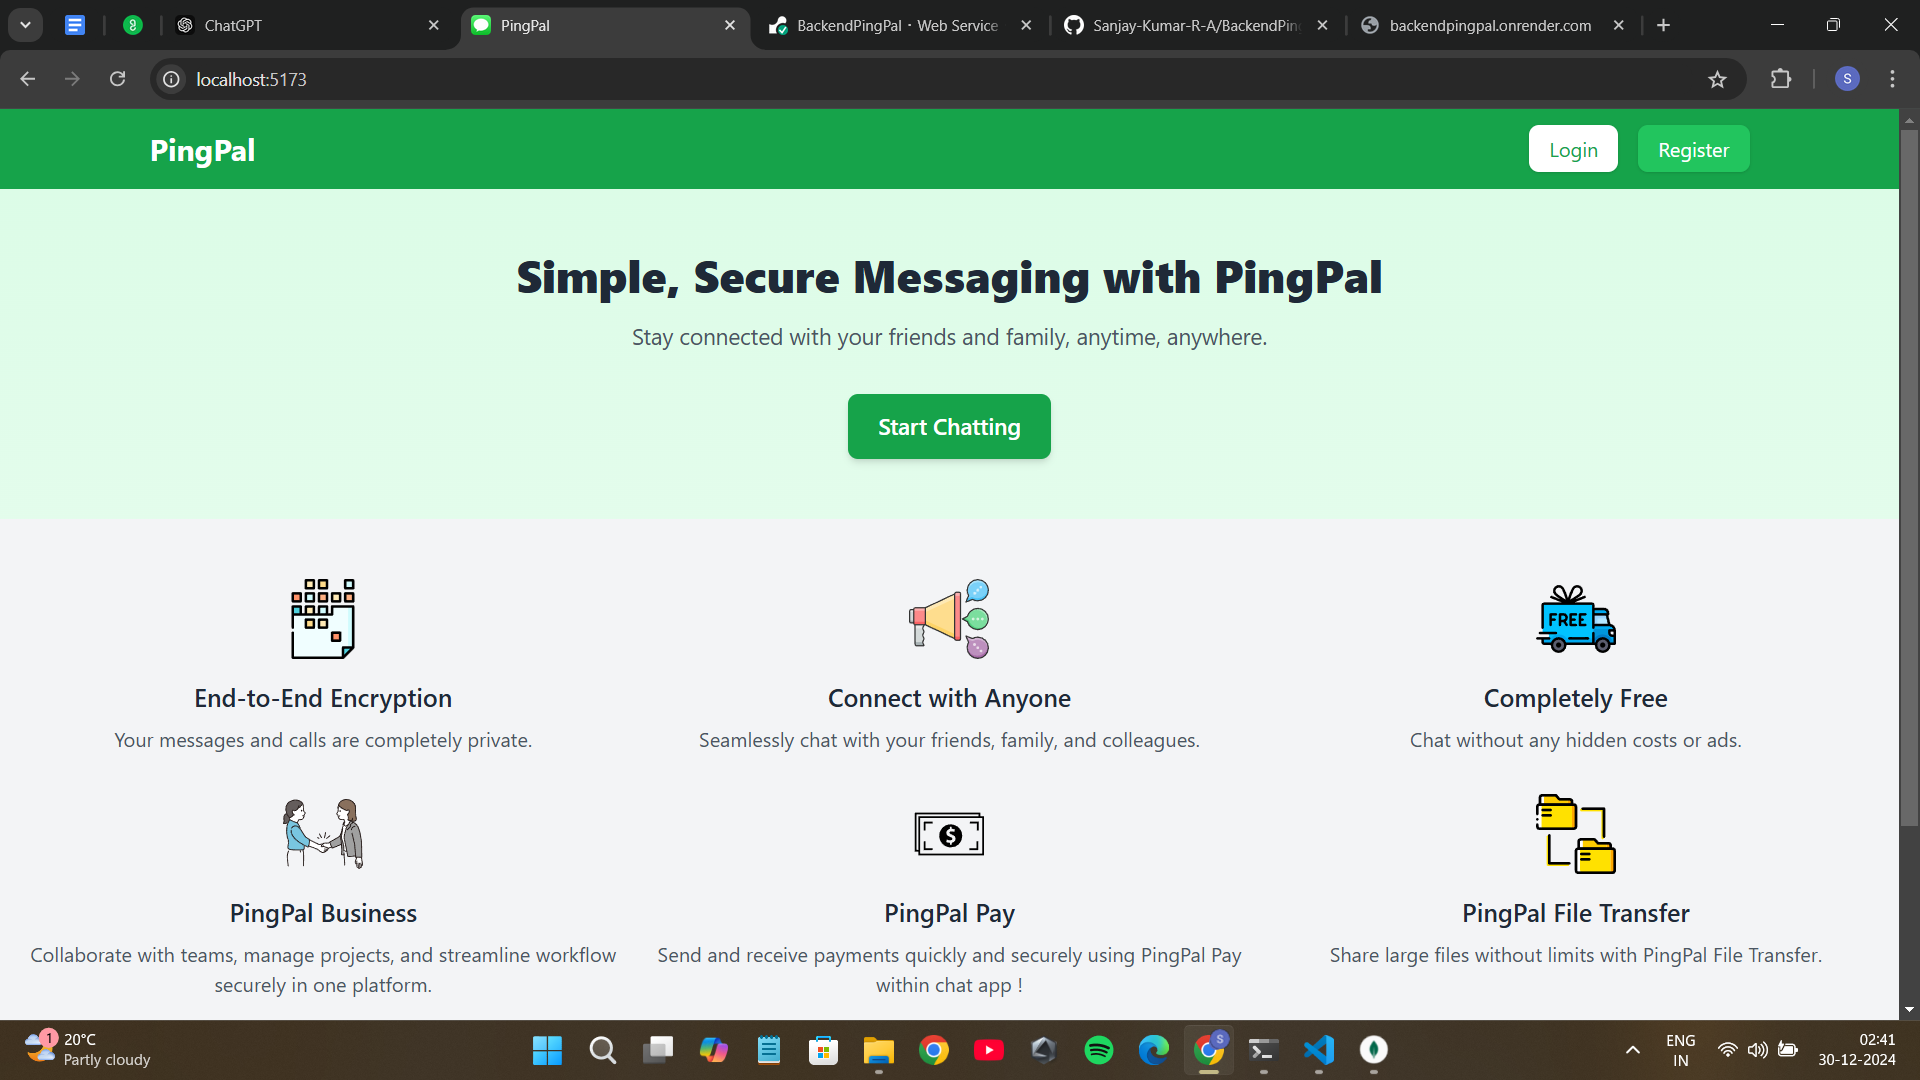 ChatGPT
PingPal
BackendPingPal · Web Service
Sanjay-Kumar-R-A/BackendPin
backendpingpal.onrender.com
localhost:5173
S
PingPal
Login
Register
Simple, Secure Messaging with PingPal
Stay connected with your friends and family, anytime, anywhere.
Start Chatting
FREE
End-to-End Encryption
Connect with Anyone
Completely Free
Your messages and calls are completely private.
Seamlessly chat with your friends, family, and colleagues.
Chat without any hidden costs or ads.
$
PingPal Business
PingPal Pay
PingPal File Transfer
Collaborate with teams, manage projects, and streamline workflow
securely in one platform.
Send and receive payments quickly and securely using PingPal Pay
within chat app !
Share large files without limits with PingPal File Transfer.
1
20°C
Partly cloudy
S
ENG
IN
02:41
30-12-2024